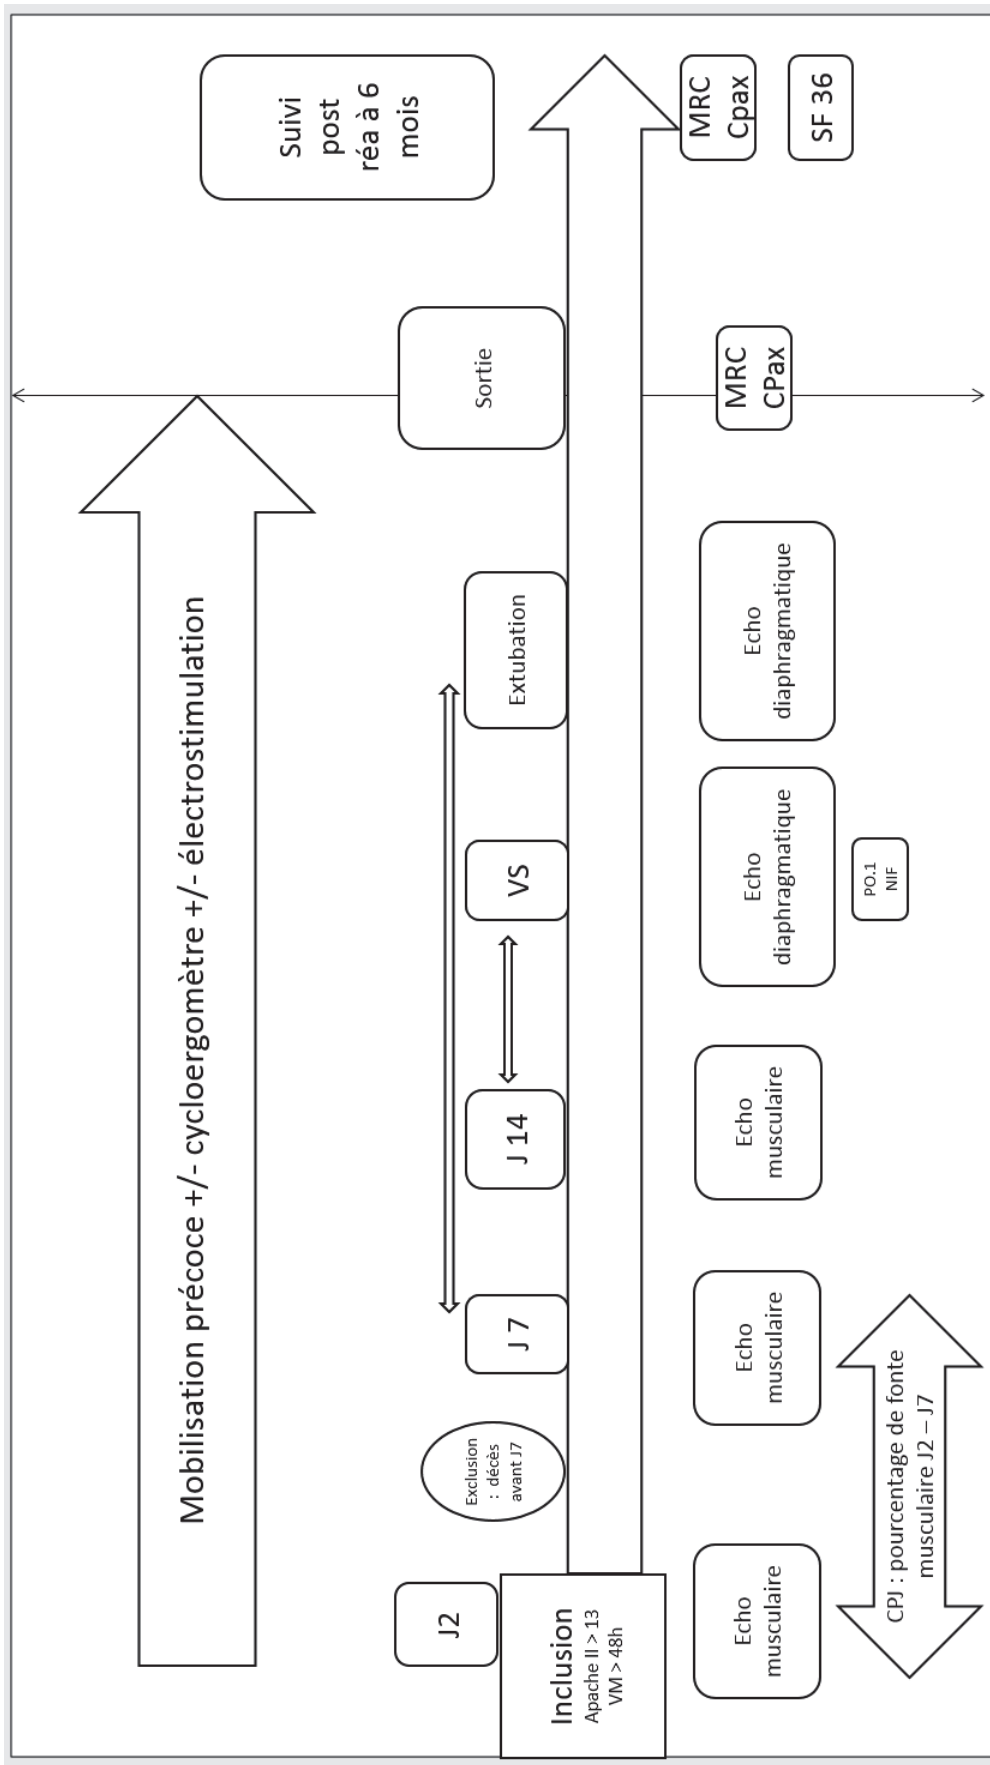 Mobilisation précoce +/- cycloergomètre +/- électrostimulation
Suivi
post
réa à 6
mois
J2
Exclusion
: décès
avant J7
J 7
J 14
VS
Extubation
Sortie
Inclusion
Apache II > 13
VM > 48h
Echo
musculaire
Echo
musculaire
Echo
musculaire
Echo
diaphragmatique
Echo
diaphragmatique
MRC
CPax
MRC
Cpax
SF 36
PO.1
NIF
CPJ : pourcentage de fonte
musculaire J2 – J7